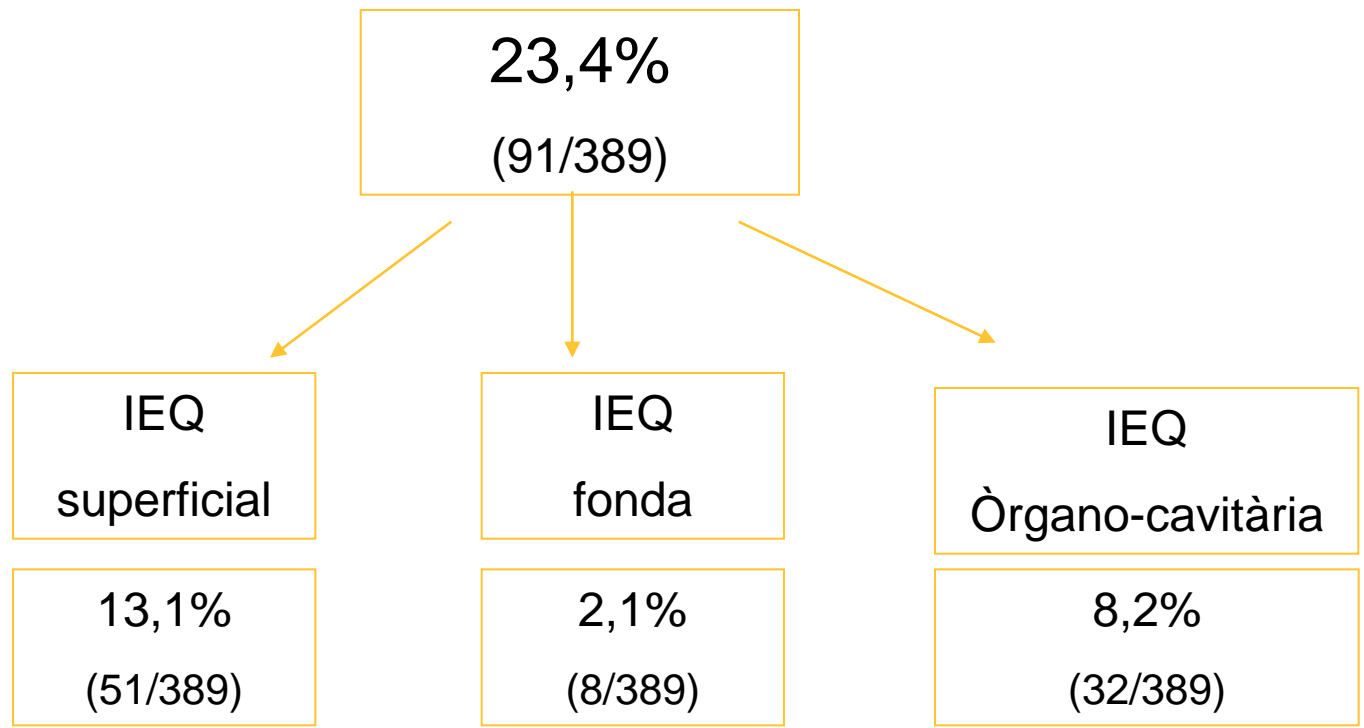 23,4%
(91/389)
IEQ
superficial
13,1%
(51/389)
IEQ
fonda
2,1%
(8/389)
IEQ
Òrgano-cavitària
8,2%
(32/389)